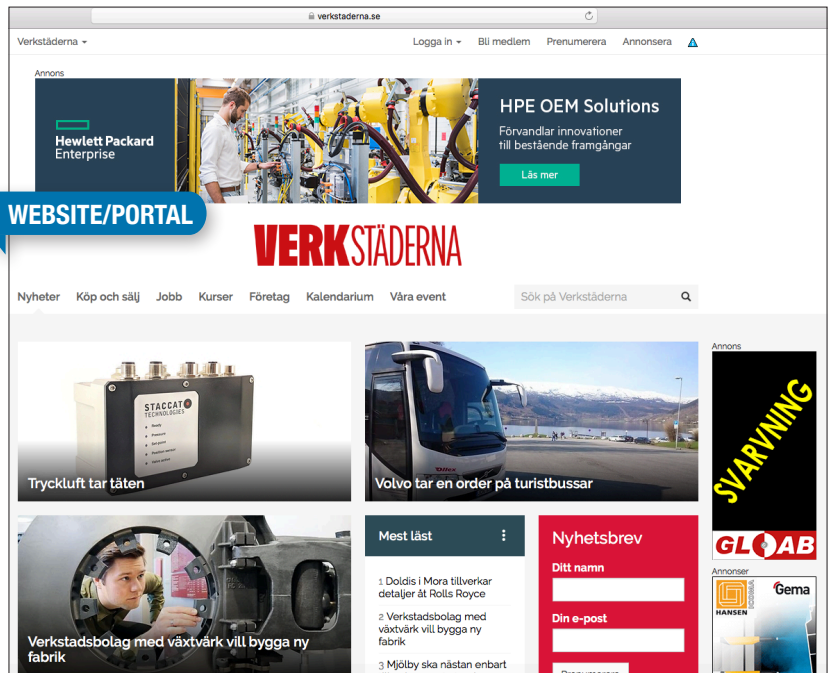 verkstaderna.se
Verkstäderna
Logga in
Bli medlem
Prenumerera
Annonsera
Annons
Hewlett Packard
Enterprise
HPE OEM Solutions
Förvandlar innovationer
till bestående framgångar
Läs mer
WEBSITE/PORTAL
VERKSTÄDERNA
Nyheter
Köp och sälj
Jobb
Kurser
Företag
Kalendarium
Våra event
Sök på Verkstäderna
STACCATO
TECHNOLOGIES
Tryckluft tar täten
Volvo tar en order på turistbussar
Annons
SVARVNING
GLOAB
Verkstadsbolag med växtvärk vill bygga ny
fabrik
Mest läst
1 Doldis i Mora tillverkar
detaljer åt Rolls Royce
2 Verkstadsbolag med
växtvärk vill bygga ny
fabrik
3 Mjölby ska nästan enbart
Nyhetsbrev
Ditt namn
Din e-post
Prenumerera
Annonser
HANSEN
Gema